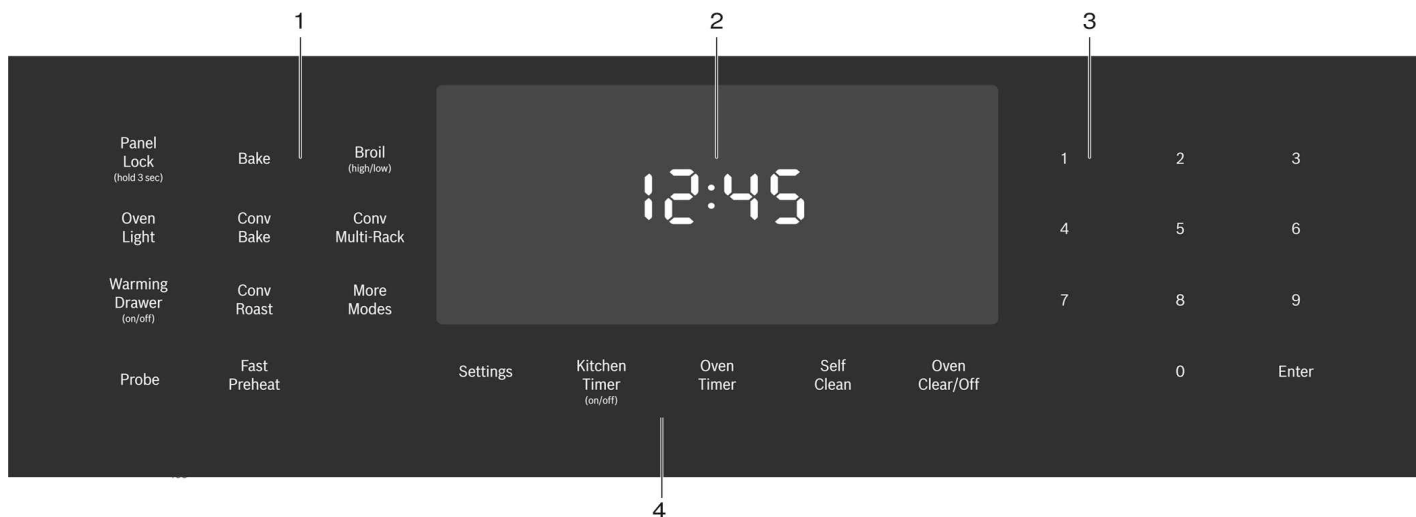 1
2
3
Panel
Lock
(hold 3 sec)
Bake
Broil
(high/low)
12:45
1
2
3
Oven
Light
Conv
Bake
Conv
Multi-Rack
4
5
6
Warming
Drawer
(on/off)
Conv
Roast
More
Modes
7
8
9
Probe
Fast
Preheat
Settings
Kitchen
Timer
(on/off)
Oven
Timer
Self
Clean
Oven
Clear/Off
0
Enter
4